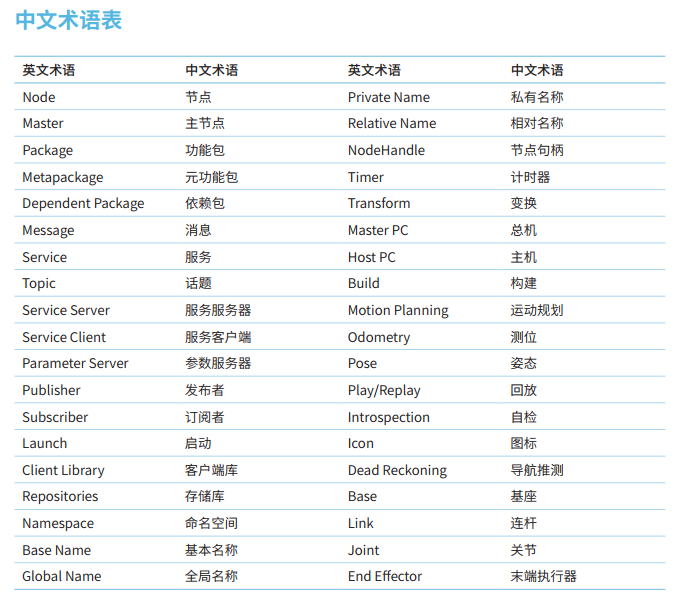 中文术语表
英文术语 中文术语 英文术语 中文术语
Node 节点 Private Name 私有名称
Master 主节点 Relative Name 相对名称
Package 功能包 NodeHandle 节点句柄
Metapackage 元功能包 Timer 计时器
Dependent Package 依赖包 Transform 变换
Message 消息 Master PC 总机
Service 服务 Host PC 主机
Topic 话题 Build 构建
Service Server 服务服务器 Motion Planning 运动规划
Service Client 服务客户端 Odometry 测位
Parameter Server 参数服务器 Pose 姿态
Publisher 发布者 Play/Replay 回放
Subscriber 订阅者 Introspection 自检
Launch 启动 Icon 图标
Client Library 客户端库 Dead Reckoning 导航推测
Repositories 存储库 Base 基座
Namespace 命名空间 Link 连杆
Base Name 基本名称 Joint 关节
Global Name 全局名称 End Effector 末端执行器